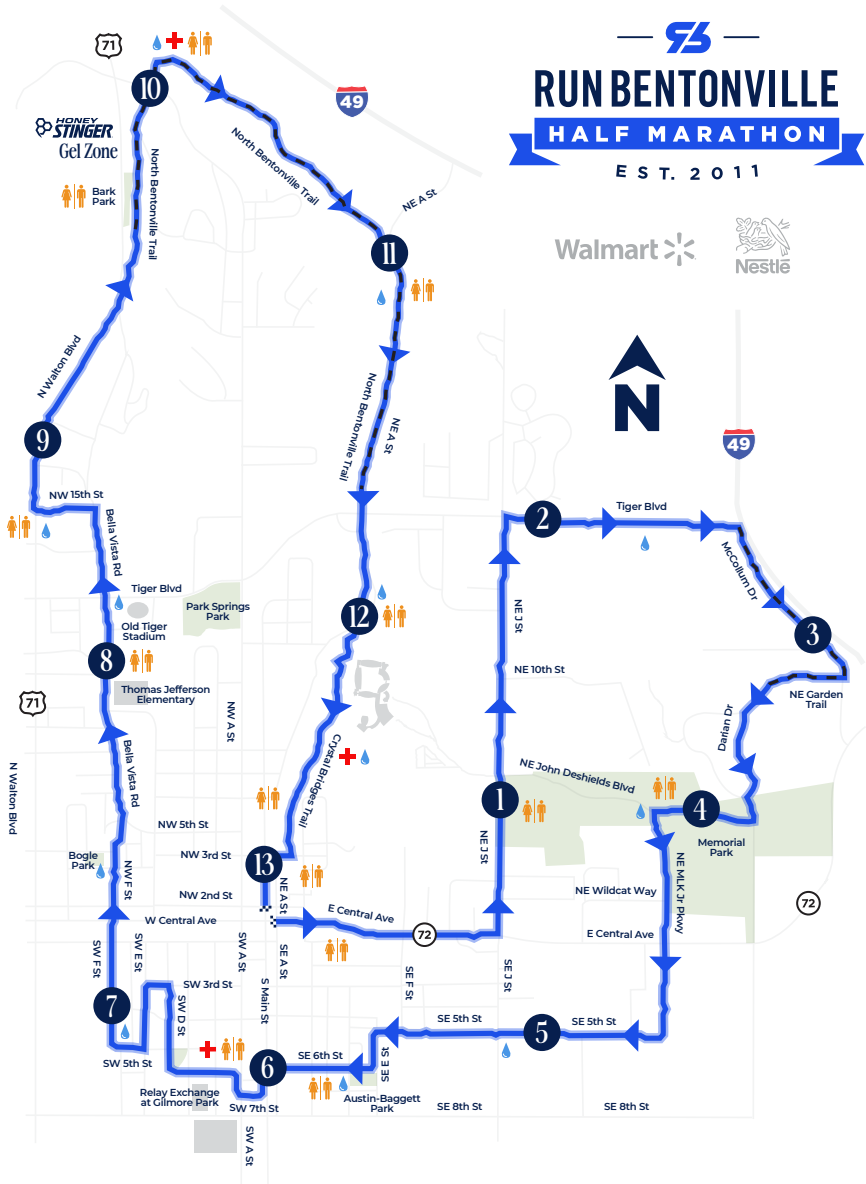 RUN BENTONVILLE
HALF MARATHON
EST. 2011
Walmart
Nestlē
N
71
49
10
HONEY
STINGER
Gel Zone
Bark
Park
North Bentonville Trail
North Bentonville Trail
NE A St
11
N Walton Blvd
North Bentonville Trail
NE A St
9
49
NW 15th St
Bella Vista Rd
2
Tiger Blvd
McCollum Dr
Tiger Blvd
Old Tiger
Stadium
Park Springs
Park
12
NE J St
3
8
Thomas Jefferson
Elementary
NE 10th St
NE Garden
Trail
71
NW A St
Darian Dr
Bella Vista Rd
Crystal Bridges Trail
N Walton Blvd
NE John Deshields Blvd
1
4
NW 5th St
Memorial
Park
NE J St
Bogle
Park
NW 3rd St
13
NW F St
NE MLK Jr Pkwy
NW 2nd St
NE A St
NE Wildcat Way
72
W Central Ave
E Central Ave
72
E Central Ave
SW F St
SW E St
SW A St
SE A St
SE F St
SE J St
SW 3rd St
SW D St
S Main St
7
SE 5th St
5
SE 5th St
SW 5th St
6
SE 6th St
SE E St
Relay Exchange
at Gilmore Park
SW 7th St
Austin-Baggett
Park
SE 8th St
SE 8th St
SW A St